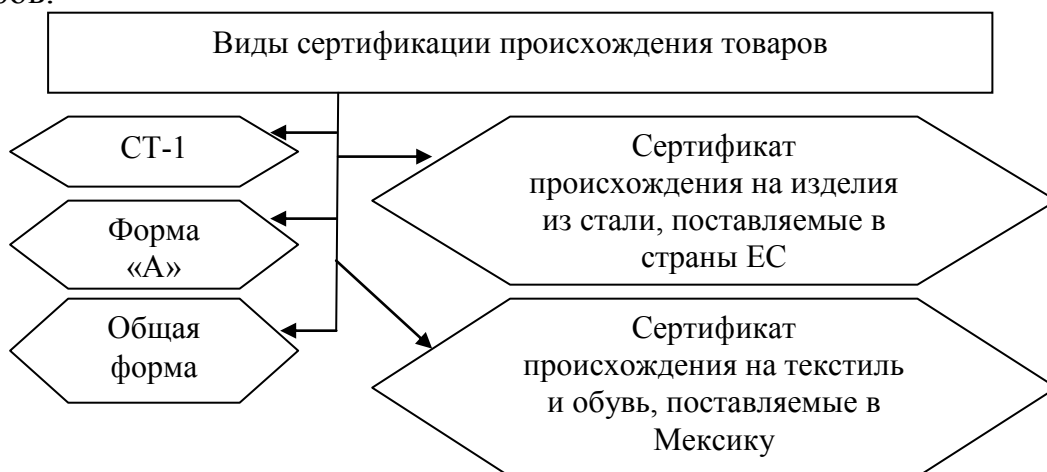 Виды сертификации происхождения товаров
СТ-1
Форма
«А»
Общая
форма
Сертификат
происхождения на изделия
из стали, поставляемые в
страны ЕС
Сертификат
происхождения на текстиль
и обувь, поставляемые в
Мексику